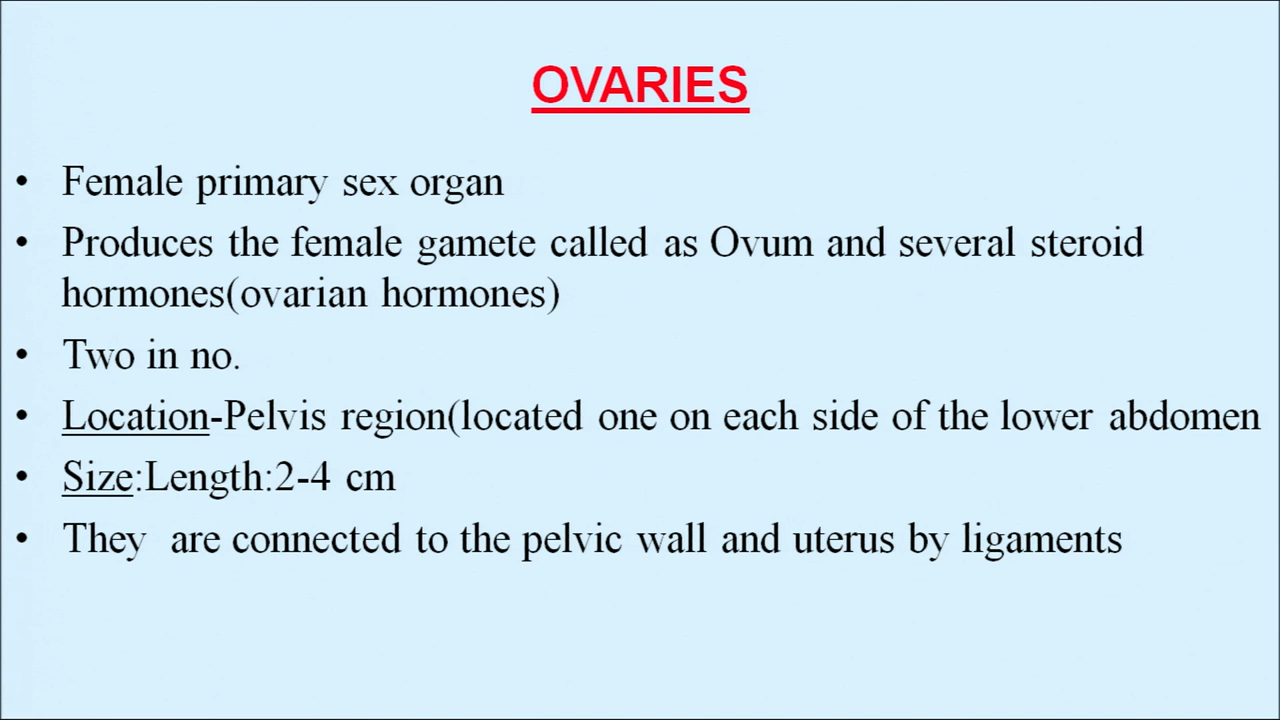 OVARIES
• Female primary sex organ
• Produces the female gamete called as Ovum and several steroid
hormones(ovarian hormones)
• Two in no.
• Location-Pelvis region(located one on each side of the lower abdomen
• Size:Length:2-4 cm
• They are connected to the pelvic wall and uterus by ligaments